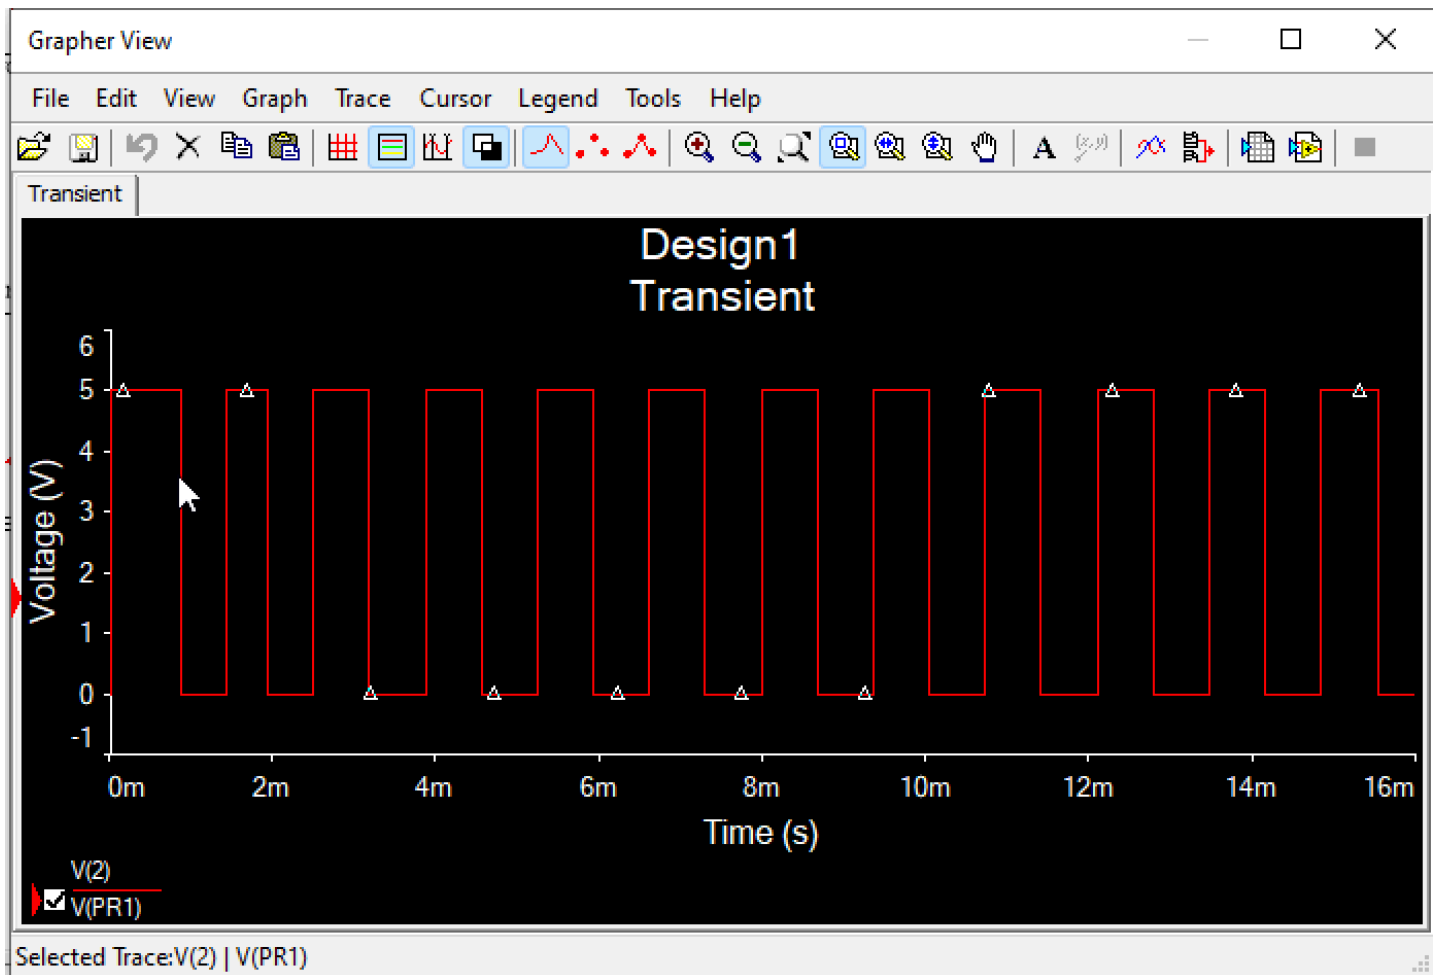 Grapher View
File Edit View Graph Trace Cursor Legend Tools Help
A (x,y)
Transient
Design1
Transient
6
5
4
3
2
1
0
-1
Voltage (V)
0m 2m 4m 6m 8m 10m 12m 14m 16m
Time (s)
V(2)
V(PR1)
Selected Trace:V(2) | V(PR1)